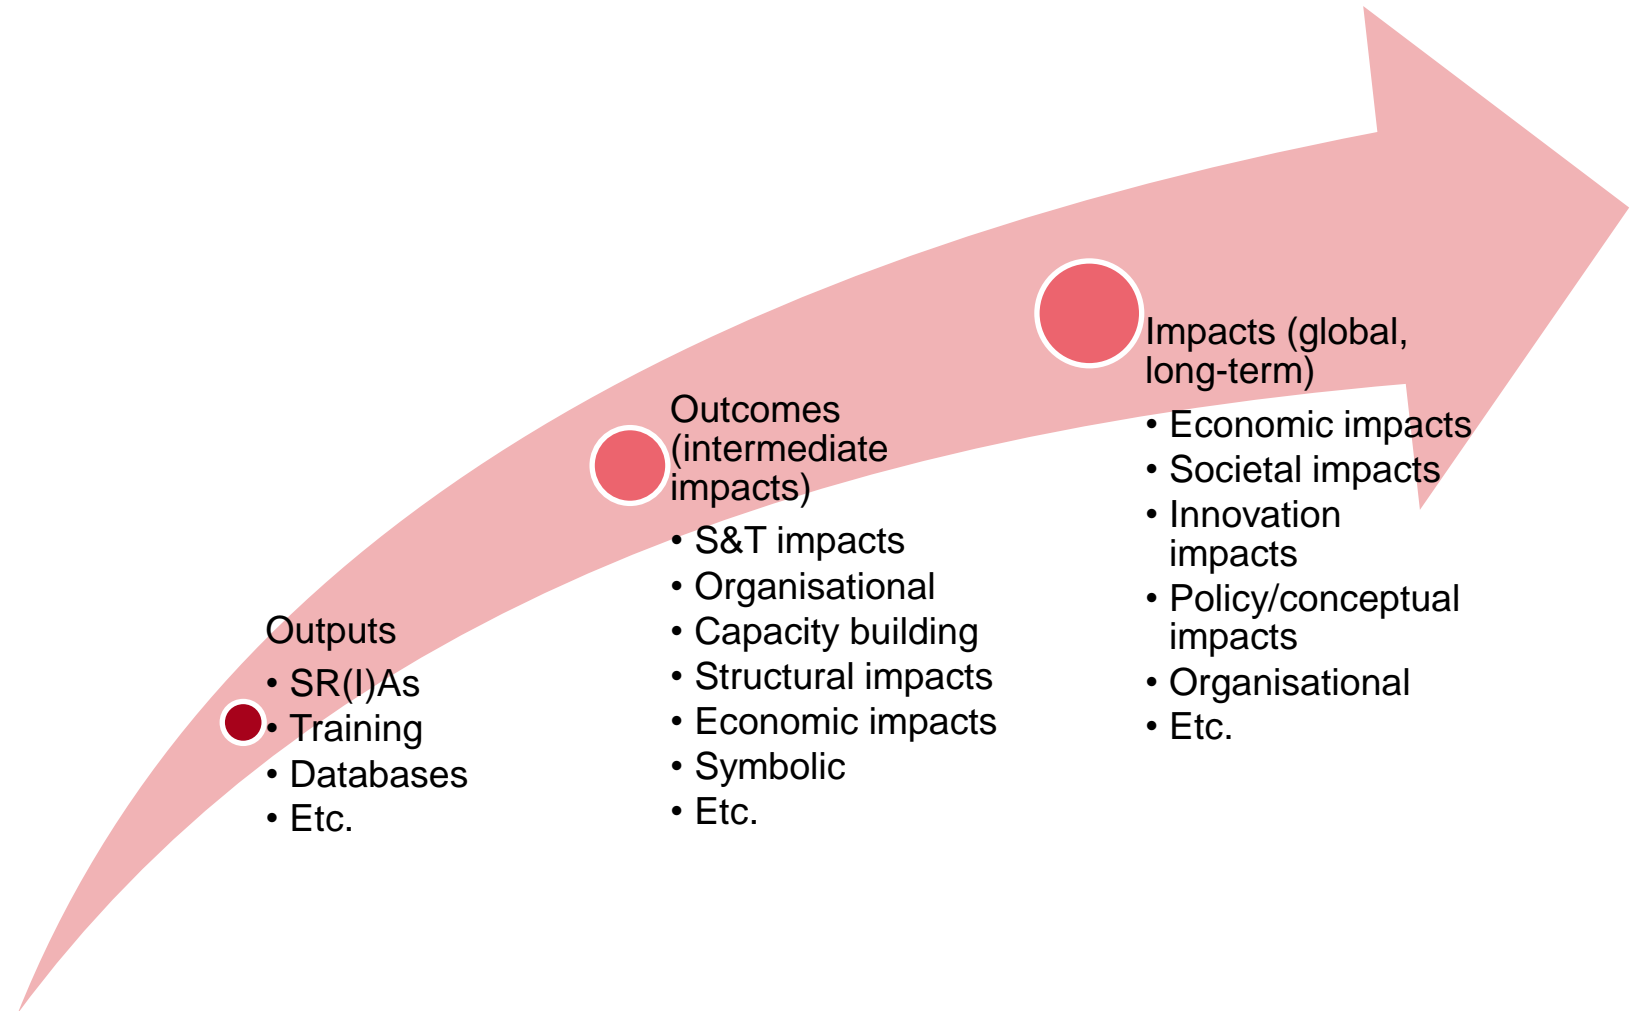 Outputs
• SR(I)As
• Training
• Databases
• Etc.
Outcomes
(intermediate
impacts)
• S&T impacts
• Organisational
• Capacity building
• Structural impacts
• Economic impacts
• Symbolic
• Etc.
Impacts (global,
long-term)
• Economic impacts
• Societal impacts
• Innovation
impacts
• Policy/conceptual
impacts
• Organisational
• Etc.